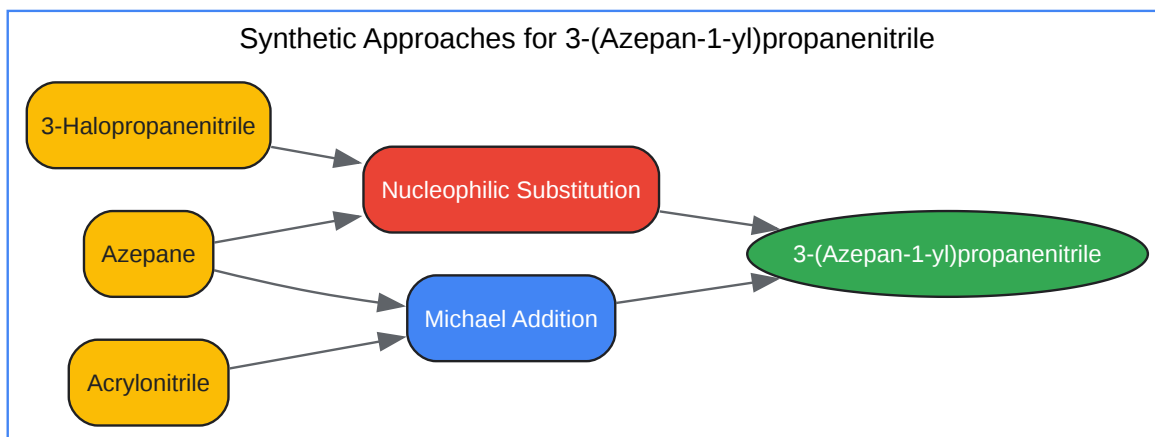 Synthetic Approaches for 3-(Azepan-1-yl)propanenitrile
3-Halopropanenitrile
Nucleophilic Substitution
Azepane
3-(Azepan-1-yl)propanenitrile
Michael Addition
Acrylonitrile